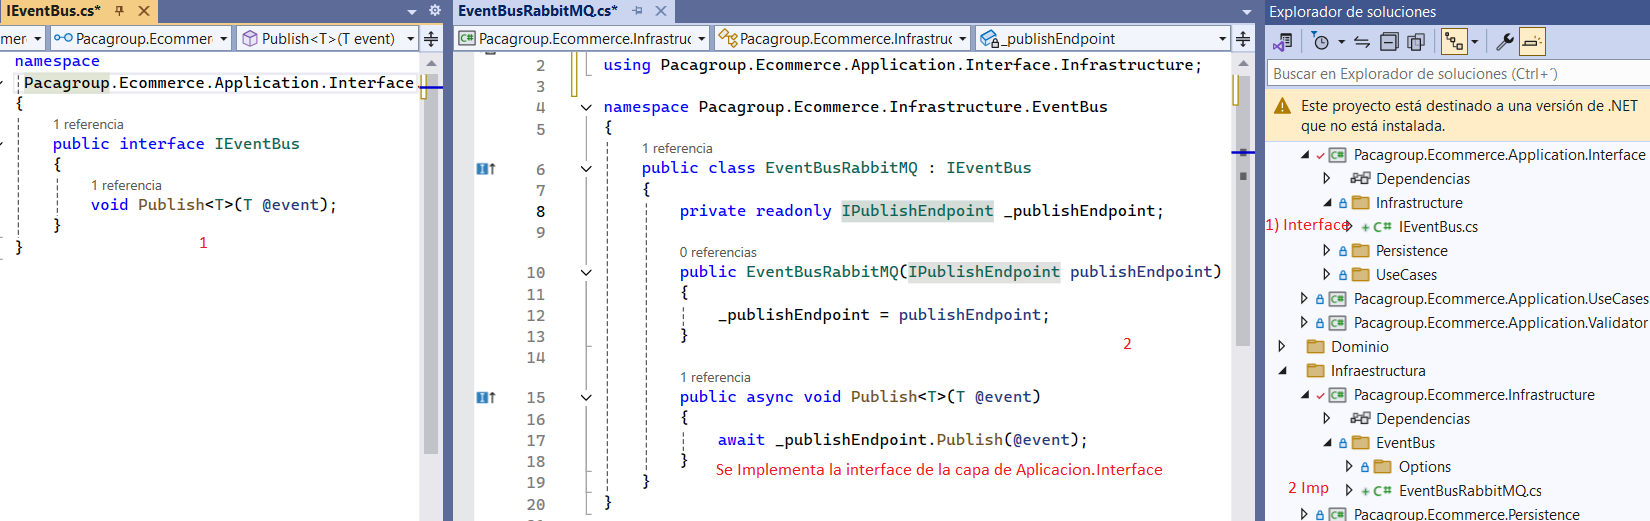 IEventBus.cs*
mer
Pacagroup.Ecommer
Publish<T>(T event)
namespace
Pacagroup.Ecommerce.Application.Interface
{
1 referencia
public interface IEventBus
{
1 referencia
void Publish<T>(T @event);
}
}
1
EventBusRabbitMQ.cs*
Pacagroup.Ecommerce.Infrastruc
Pacagroup.Ecommerce.Infrastruc
_publishEndpoint
2 using Pacagroup.Ecommerce.Application.Interface.Infrastructure;
3
4 namespace Pacagroup.Ecommerce.Infrastructure.EventBus
5 {
1 referencia
6 public class EventBusRabbitMQ : IEventBus
7 {
8 private readonly IPublishEndpoint _publishEndpoint;
9
0 referencias
10 public EventBusRabbitMQ(IPublishEndpoint publishEndpoint)
11 {
12 _publishEndpoint = publishEndpoint;
13 }
14
2
1 referencia
15 public async void Publish<T>(T @event)
16 {
17 await _publishEndpoint.Publish(@event);
18 }
Se Implementa la interface de la capa de Aplicacion.Interface
19 }
20 }
Explorador de soluciones
Buscar en Explorador de soluciones (Ctrl+´)
Este proyecto está destinado a una versión de .NET
que no está instalada.
Pacagroup.Ecommerce.Application.Interface
Dependencias
Infrastructure
1) Interface
IEventBus.cs
Persistence
UseCases
Pacagroup.Ecommerce.Application.UseCases
Pacagroup.Ecommerce.Application.Validator
Dominio
Infraestructura
Pacagroup.Ecommerce.Infrastructure
Dependencias
EventBus
Options
2 Imp
EventBusRabbitMQ.cs
Pacagroup.Ecommerce.Persistence